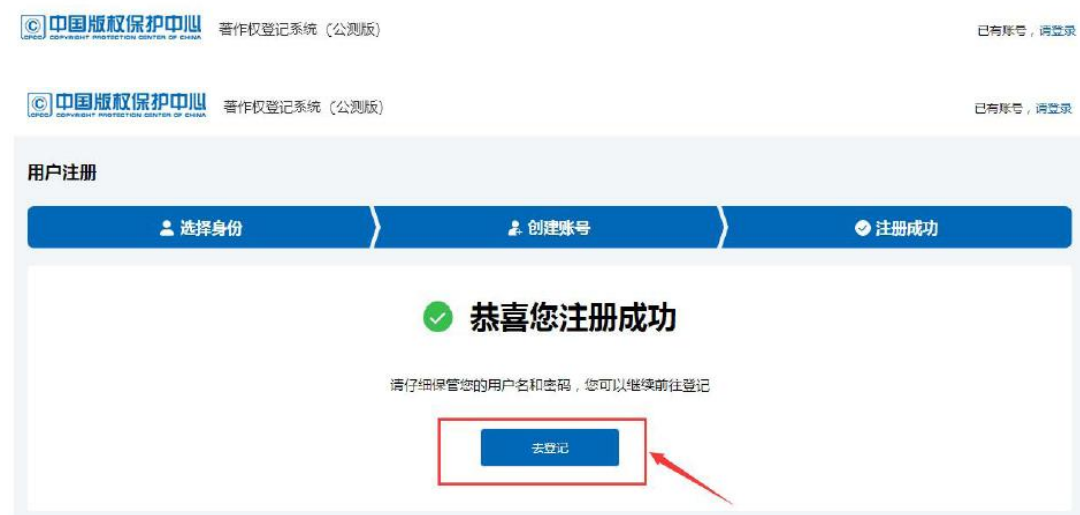 中国版权保护中心 著作权登记系统（公测版） 已有账号，请登录
CPCC COPYRIGHT PROTECTION CENTER OF CHINA
中国版权保护中心 著作权登记系统（公测版） 已有账号，请登录
CPCC COPYRIGHT PROTECTION CENTER OF CHINA
用户注册
选择身份 创建账号 注册成功
恭喜您注册成功
请仔细保管您的用户名和密码，您可以继续前往登记
去登记